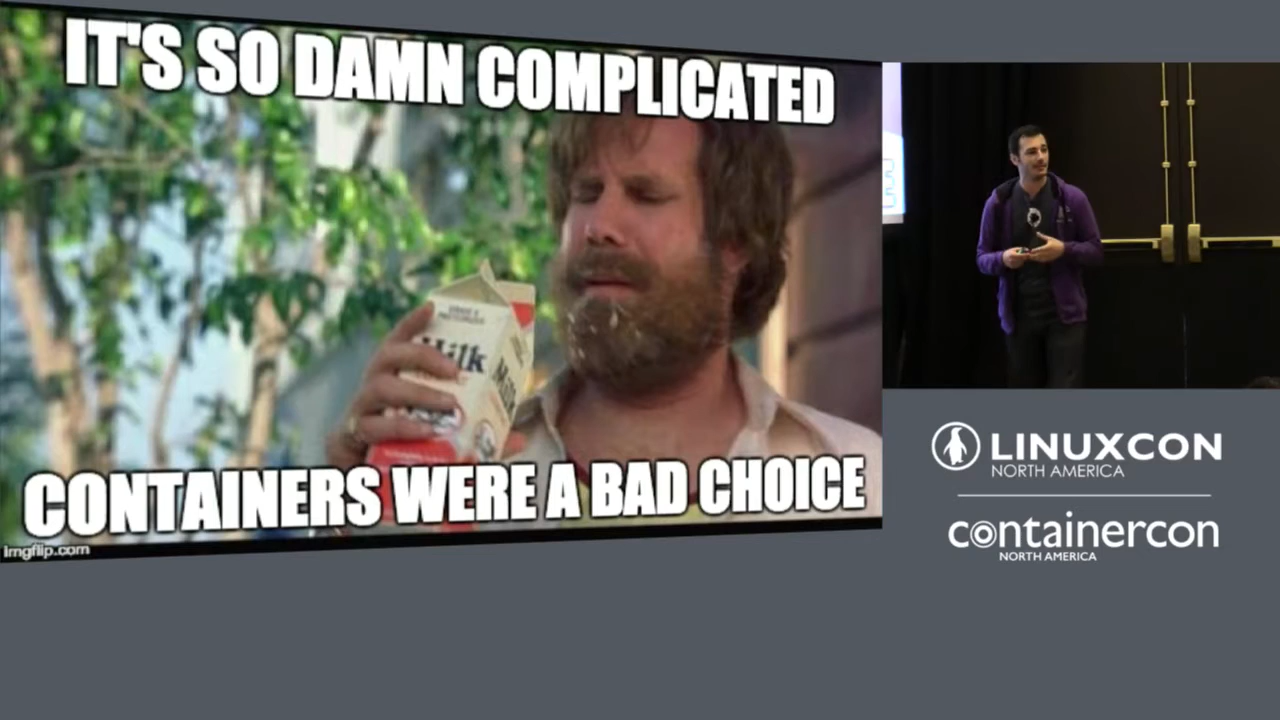 IT'S SO DAMN COMPLICATED
Milk
CONTAINERS WERE A BAD CHOICE
imgflip.com
LINUXCON
NORTH AMERICA
containercon
NORTH AMERICA